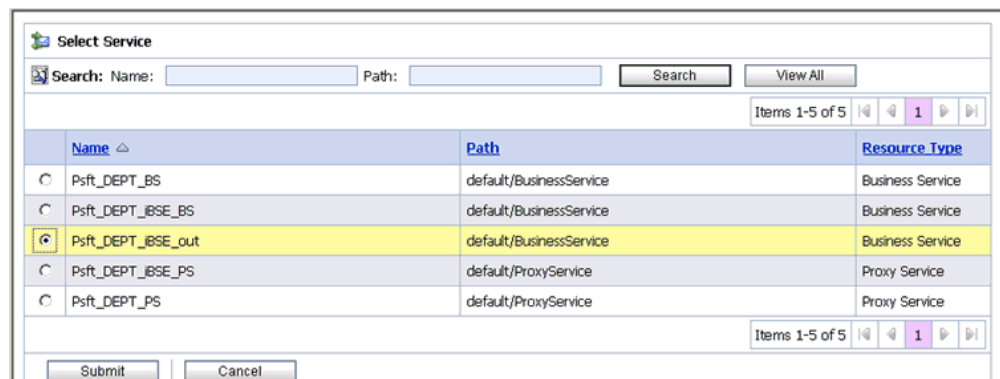 Select Service
Search: Name: Path: Search View All
Items 1-5 of 5 1
Name Path Resource Type
Psft_DEPT_BS default/BusinessService Business Service
Psft_DEPT_iBSE_BS default/BusinessService Business Service
Psft_DEPT_iBSE_out default/BusinessService Business Service
Psft_DEPT_iBSE_PS default/ProxyService Proxy Service
Psft_DEPT_PS default/ProxyService Proxy Service
Items 1-5 of 5 1
Submit Cancel